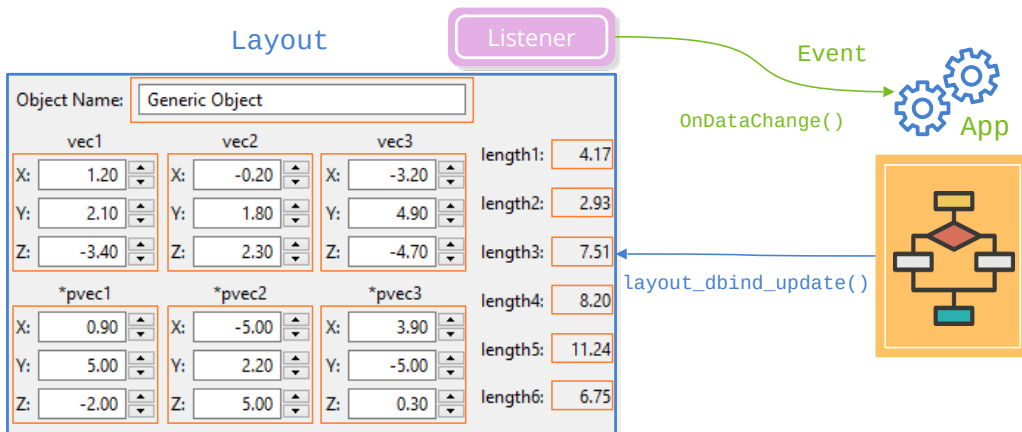 Layout
Listener
Event
OnDataChange()
App
Object Name: Generic Object
vec1 vec2 vec3
X: 1.20 X: -0.20 X: -3.20
Y: 2.10 Y: 1.80 Y: 4.90
Z: -3.40 Z: 2.30 Z: -4.70
*pvec1 *pvec2 *pvec3
X: 0.90 X: -5.00 X: 3.90
Y: 5.00 Y: 2.20 Y: -5.00
Z: -2.00 Z: 5.00 Z: 0.30
length1: 4.17
length2: 2.93
length3: 7.51
length4: 8.20
length5: 11.24
length6: 6.75
layout_dbind_update()